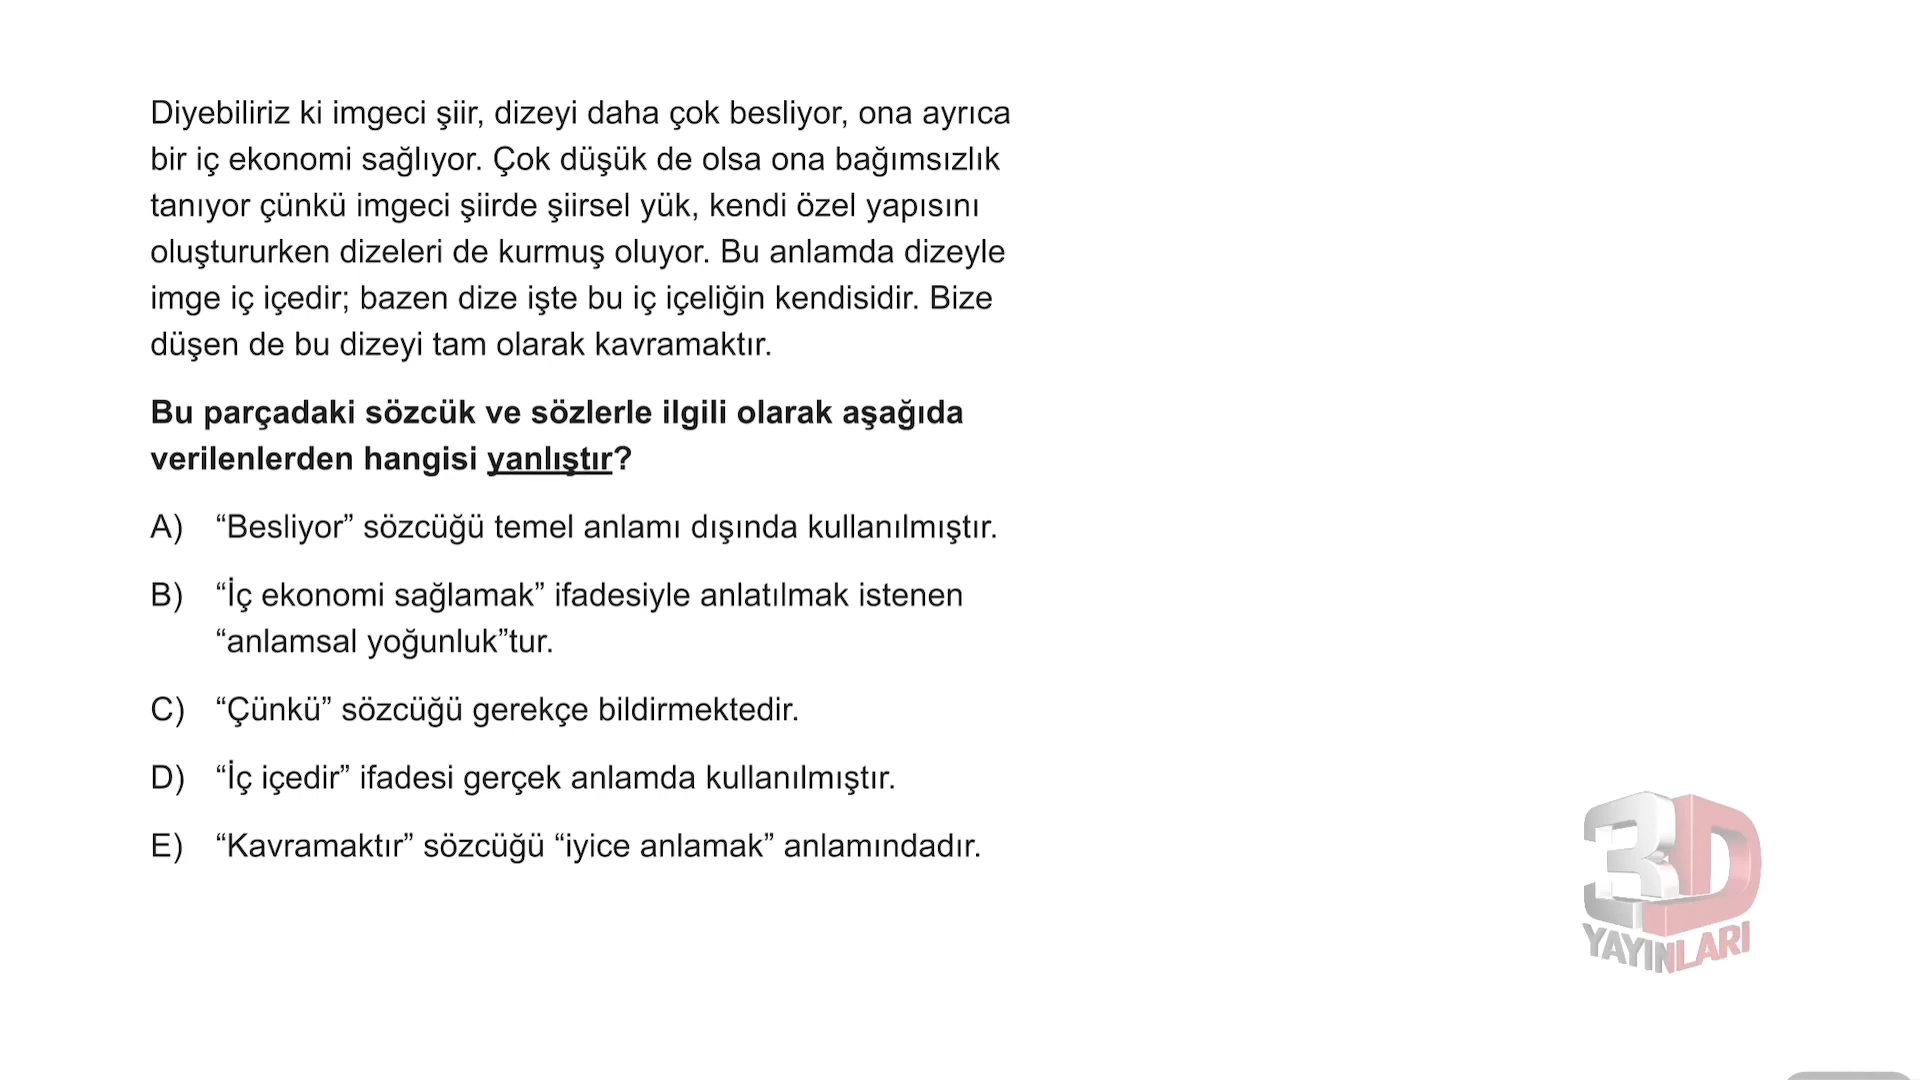 Diyebiliriz ki imgeci şiir, dizeyi daha çok besliyor, ona ayrıca
bir iç ekonomi sağlıyor. Çok düşük de olsa ona bağımsızlık
tanıyor çünkü imgeci şiirde şiirsel yük, kendi özel yapısını
oluştururken dizeleri de kurmuş oluyor. Bu anlamda dizeyle
imge iç içedir; bazen dize işte bu iç içeliğin kendisidir. Bize
düşen de bu dizeyi tam olarak kavramaktır.
Bu parçadaki sözcük ve sözlerle ilgili olarak aşağıda
verilenlerden hangisi yanlıştır?
A) “Besliyor” sözcüğü temel anlamı dışında kullanılmıştır.
B) “İç ekonomi sağlamak” ifadesiyle anlatılmak istenen
“anlamsal yoğunluk”tur.
C) “Çünkü” sözcüğü gerekçe bildirmektedir.
D) “İç içedir” ifadesi gerçek anlamda kullanılmıştır.
E) “Kavramaktır” sözcüğü “iyice anlamak” anlamındadır.
3D
YAYINLARI